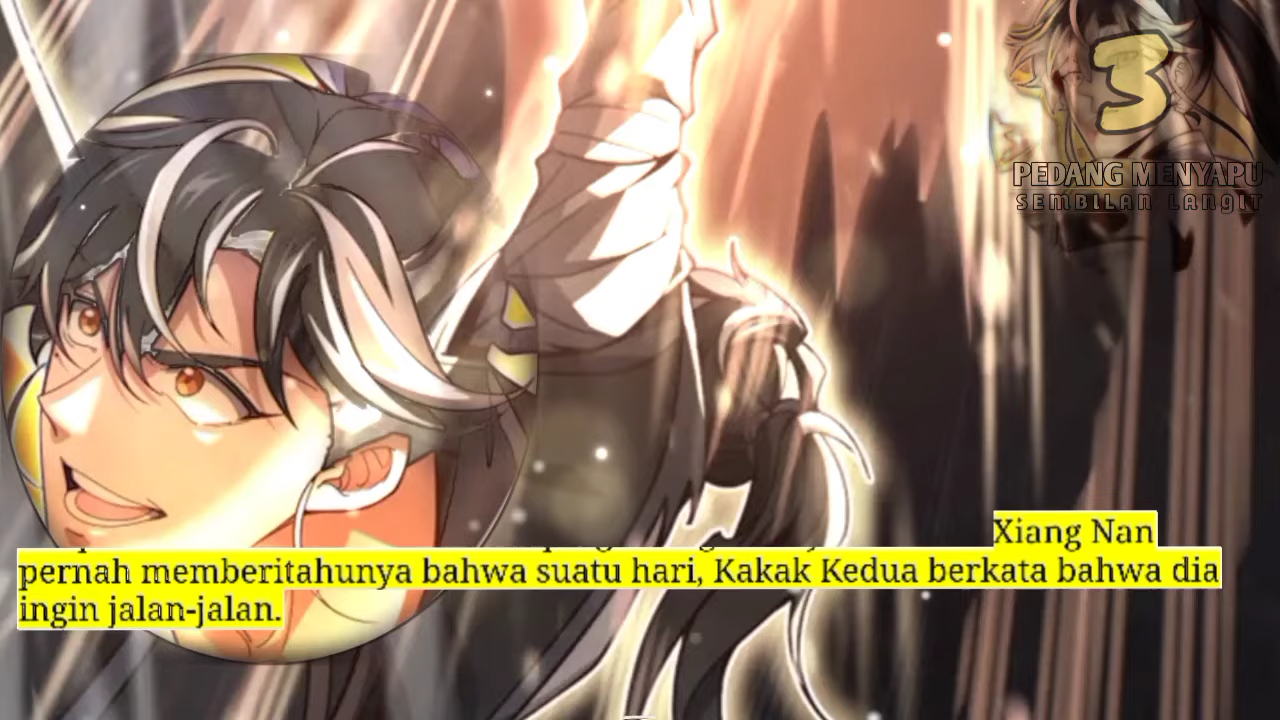 3
PEDANG MENYAPU
SEMBILAN LANGIT
Xiang Nan
pernah memberitahunya bahwa suatu hari, Kakak Kedua berkata bahwa dia
ingin jalan-jalan.